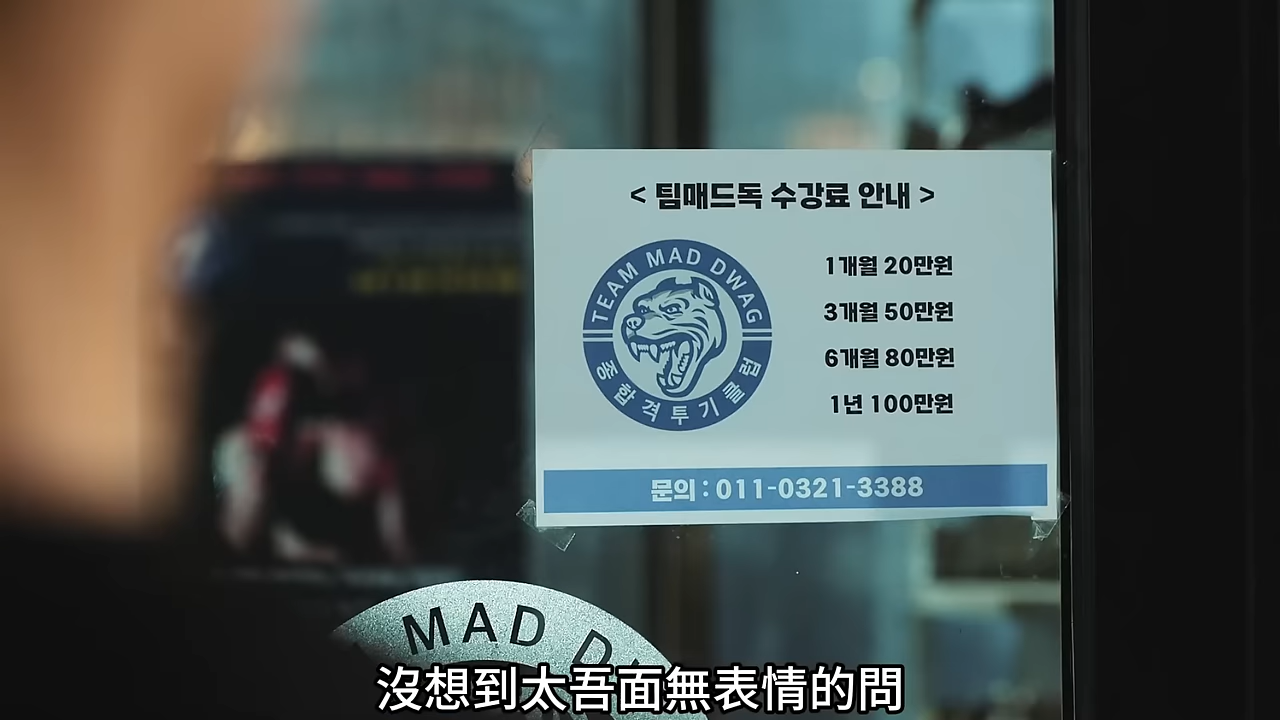 < 팀매드독 수강료 안내 >
TEAM MAD DWAG
종합격투기클럽
1개월 20만원
3개월 50만원
6개월 80만원
1년 100만원
문의 : 011-0321-3388
MAD D
沒想到太吾面無表情的問